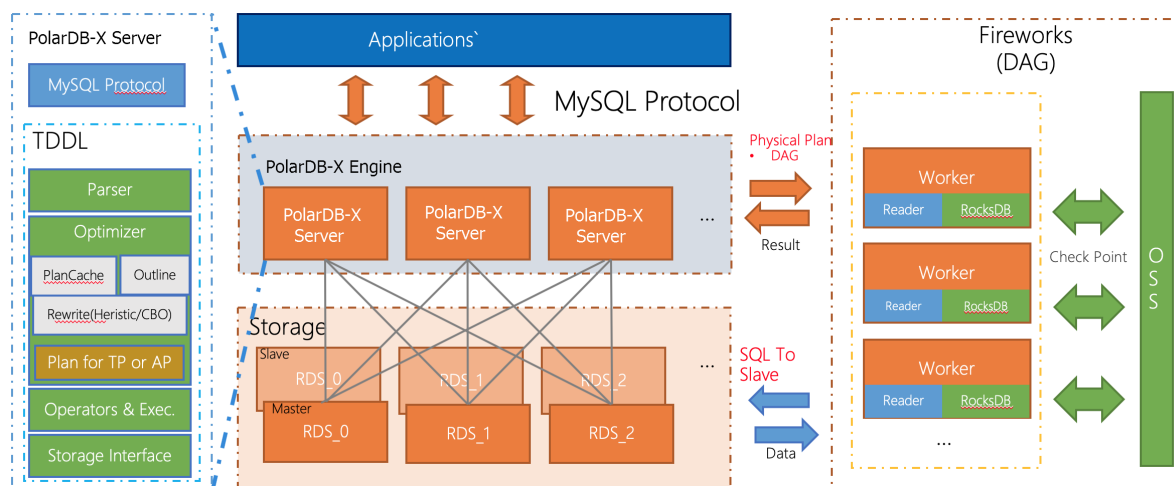 PolarDB-X Server
MySQL Protocol
TDDL
Parser
Optimizer
PlanCache
Outline
Rewrite(Heristic/CBO)
Plan for TP or AP
Operators & Exec.
Storage Interface
Applications`
MySQL Protocol
PolarDB-X Engine
PolarDB-X
Server
PolarDB-X
Server
PolarDB-X
Server
...
Storage
Slave
RDS_0
RDS_1
RDS_2
...
Master
RDS_0
RDS_1
RDS_2
Physical Plan
• DAG
Result
SQL To
Slave
Data
Fireworks
(DAG)
Worker
Reader
RocksDB
Worker
Reader
RocksDB
Worker
Reader
RocksDB
...
Check Point
OSS